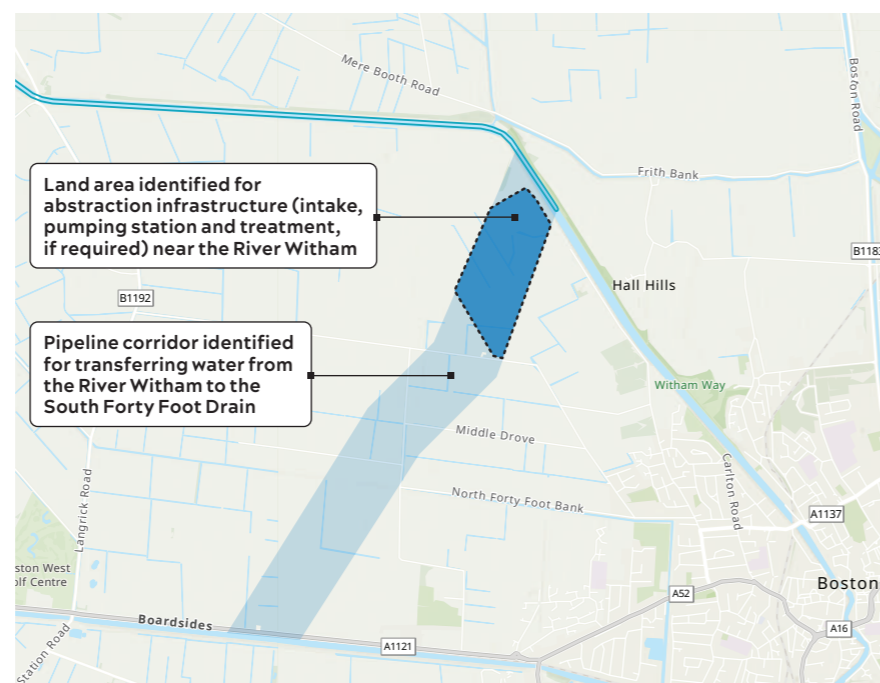 Mere Booth Road
Boston Road
Frith Bank
Land area identified for
abstraction infrastructure (intake,
pumping station and treatment,
if required) near the River Witham
B1183
Hall Hills
B1192
Pipeline corridor identified
for transferring water from
the River Witham to the
South Forty Foot Drain
Witham Way
Middle Drove
Carlton Road
Langrick Road
North Forty Foot Bank
A1137
ston West
olf Centre
Boston
A52
Boardsides
A16
A1121
Station Road